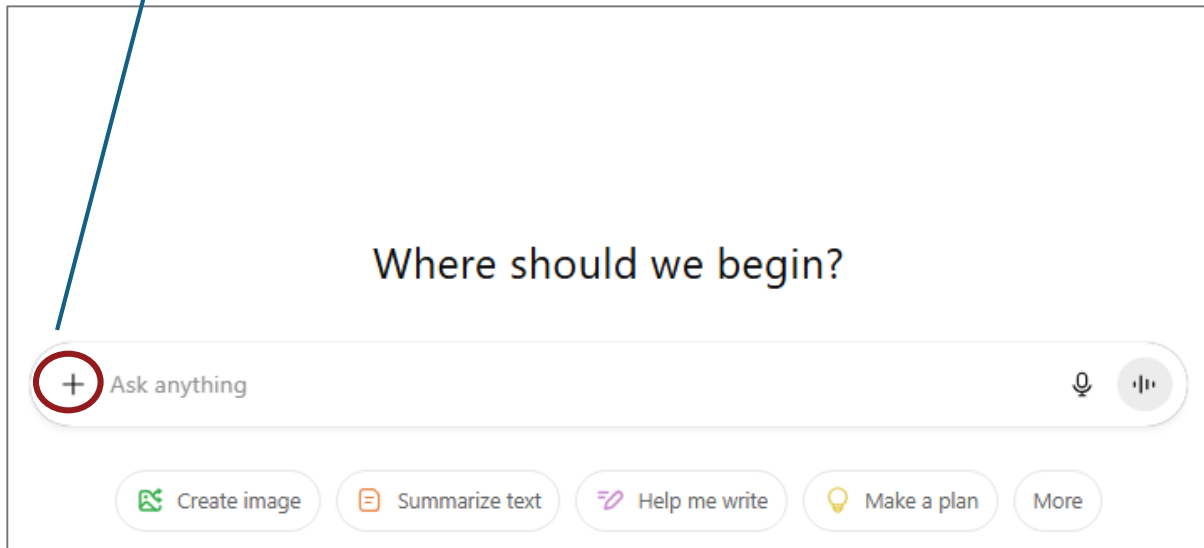 Where should we begin?
Ask anything
Create image Summarize text Help me write Make a plan More